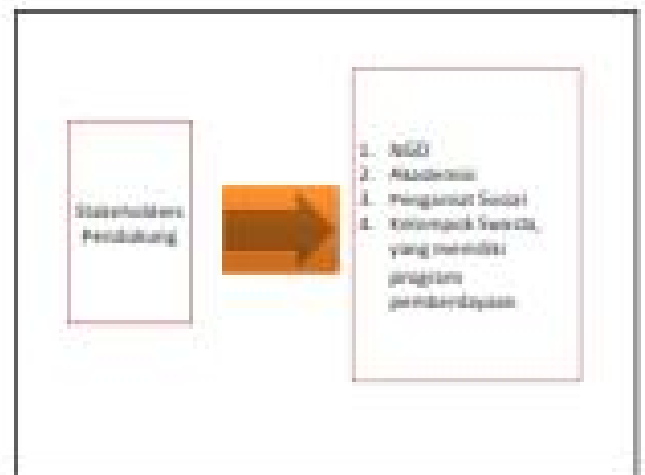 Stakeholders
Pendukung
1. NGO
2. Akademisi
3. Pengamat Sosial
4. Kelompok Swasta,
yang memiliki
program
pemberdayaan